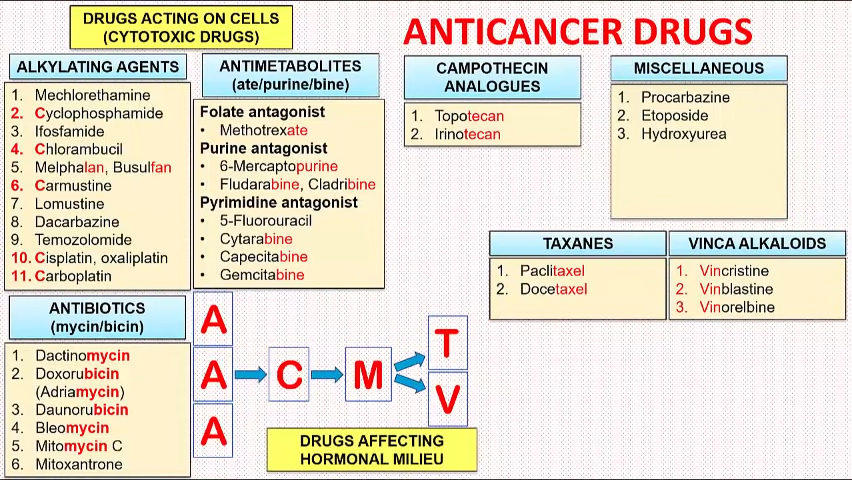 DRUGS ACTING ON CELLS
(CYTOTOXIC DRUGS)
ANTICANCER DRUGS
ALKYLATING AGENTS
1. Mechlorethamine
2. Cyclophosphamide
3. Ifosfamide
4. Chlorambucil
5. Melphalan, Busulfan
6. Carmustine
7. Lomustine
8. Dacarbazine
9. Temozolomide
10. Cisplatin, oxaliplatin
11. Carboplatin
ANTIMETABOLITES
(ate/purine/bine)
Folate antagonist
• Methotrexate
Purine antagonist
• 6-Mercaptopurine
• Fludarabine, Cladribine
Pyrimidine antagonist
• 5-Fluorouracil
• Cytarabine
• Capecitabine
• Gemcitabine
CAMPOTHECIN
ANALOGUES
1. Topotecan
2. Irinotecan
MISCELLANEOUS
1. Procarbazine
2. Etoposide
3. Hydroxyurea
TAXANES
1. Paclitaxel
2. Docetaxel
VINCA ALKALOIDS
1. Vincristine
2. Vinblastine
3. Vinorelbine
ANTIBIOTICS
(mycin/bicin)
1. Dactinomycin
2. Doxorubicin
(Adriamycin)
3. Daunorubicin
4. Bleomycin
5. Mitomycin C
6. Mitoxantrone
A
A
A
C
M
T
V
DRUGS AFFECTING
HORMONAL MILIEU